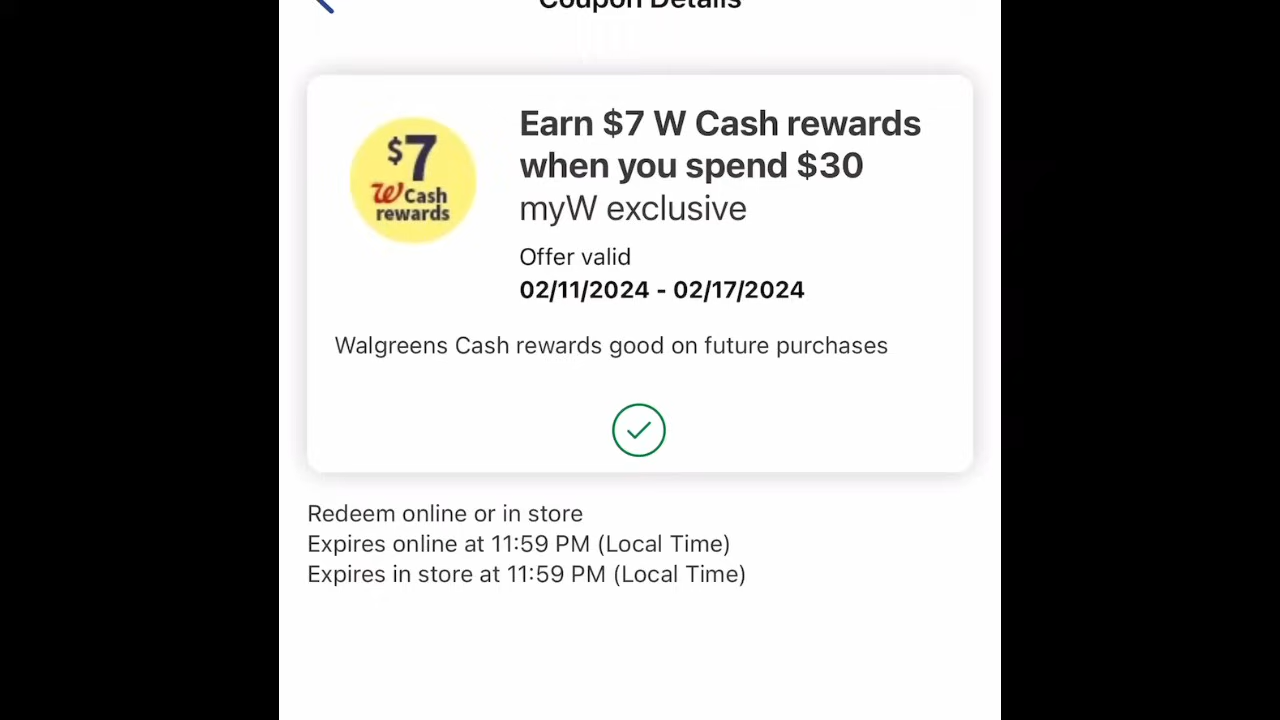 Coupon Details
$7
W Cash
rewards
Earn $7 W Cash rewards
when you spend $30
myW exclusive
Offer valid
02/11/2024 - 02/17/2024
Walgreens Cash rewards good on future purchases
Redeem online or in store
Expires online at 11:59 PM (Local Time)
Expires in store at 11:59 PM (Local Time)